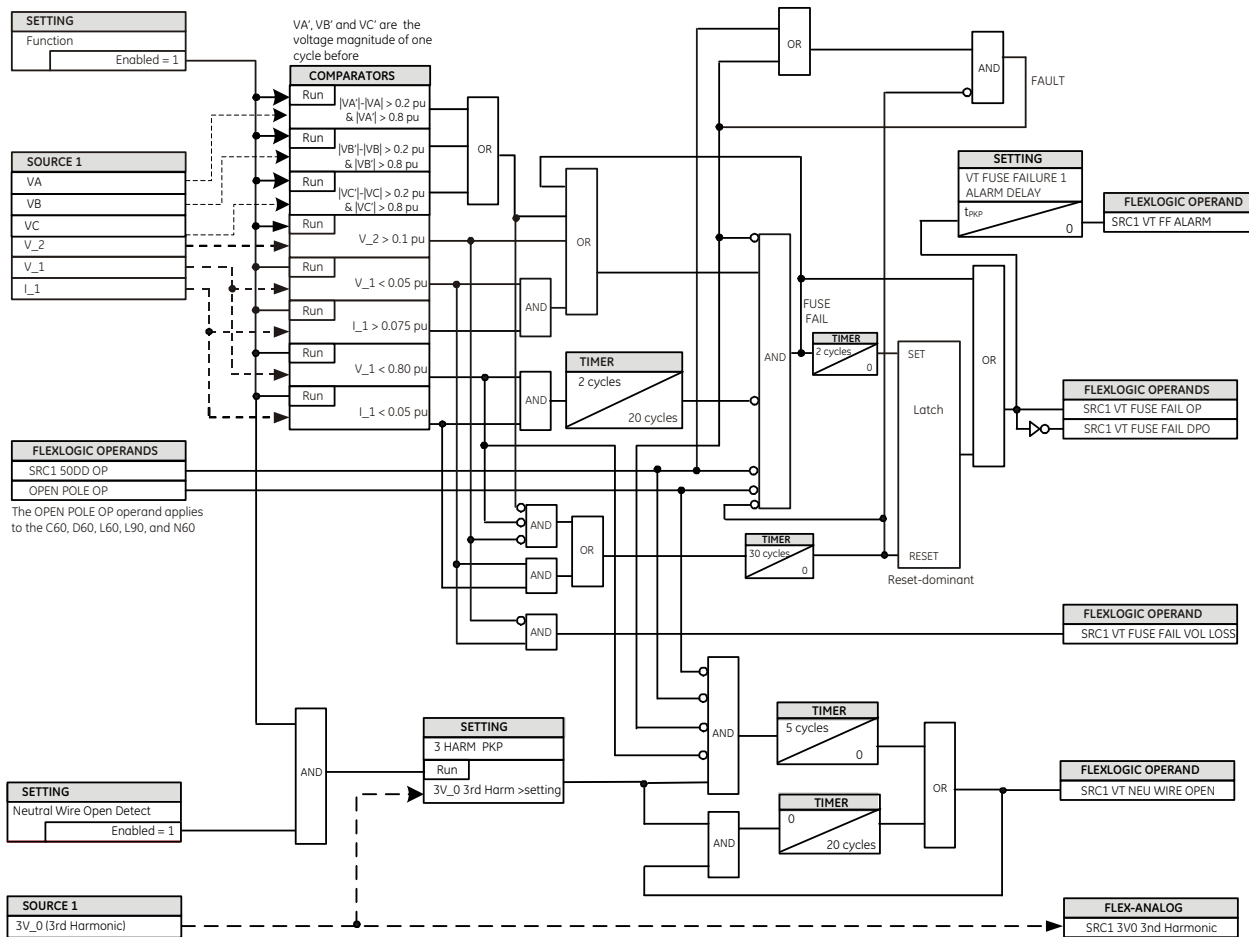 SETTING
Function
Enabled = 1
VA', VB' and VC' are the
voltage magnitude of one
cycle before
COMPARATORS
Run
|VA'|-|VA| > 0.2 pu
& |VA'| > 0.8 pu
Run
|VB'|-|VB| > 0.2 pu
& |VB'| > 0.8 pu
Run
|VC'|-|VC| > 0.2 pu
& |VC'| > 0.8 pu
Run
V_2 > 0.1 pu
Run
V_1 < 0.05 pu
Run
I_1 > 0.075 pu
Run
V_1 < 0.80 pu
Run
I_1 < 0.05 pu
SOURCE 1
VA
VB
VC
V_2
V_1
I_1
OR
OR
AND
FAULT
OR
AND
AND
TIMER
2 cycles
20 cycles
AND
FUSE
FAIL
TIMER
2 cycles
0
SET
Latch
RESET
Reset-dominant
OR
SETTING
VT FUSE FAILURE 1
ALARM DELAY
tPKP
0
FLEXLOGIC OPERAND
SRC1 VT FF ALARM
FLEXLOGIC OPERANDS
SRC1 VT FUSE FAIL OP
SRC1 VT FUSE FAIL DPO
FLEXLOGIC OPERANDS
SRC1 50DD OP
OPEN POLE OP
The OPEN POLE OP operand applies
to the C60, D60, L60, L90, and N60
AND
AND
OR
TIMER
30 cycles
0
AND
FLEXLOGIC OPERAND
SRC1 VT FUSE FAIL VOL LOSS
AND
SETTING
3 HARM PKP
Run
3V_0 3rd Harm >setting
AND
TIMER
5 cycles
0
TIMER
0
20 cycles
AND
OR
FLEXLOGIC OPERAND
SRC1 VT NEU WIRE OPEN
SETTING
Neutral Wire Open Detect
Enabled = 1
SOURCE 1
3V_0 (3rd Harmonic)
FLEX-ANALOG
SRC1 3V0 3nd Harmonic